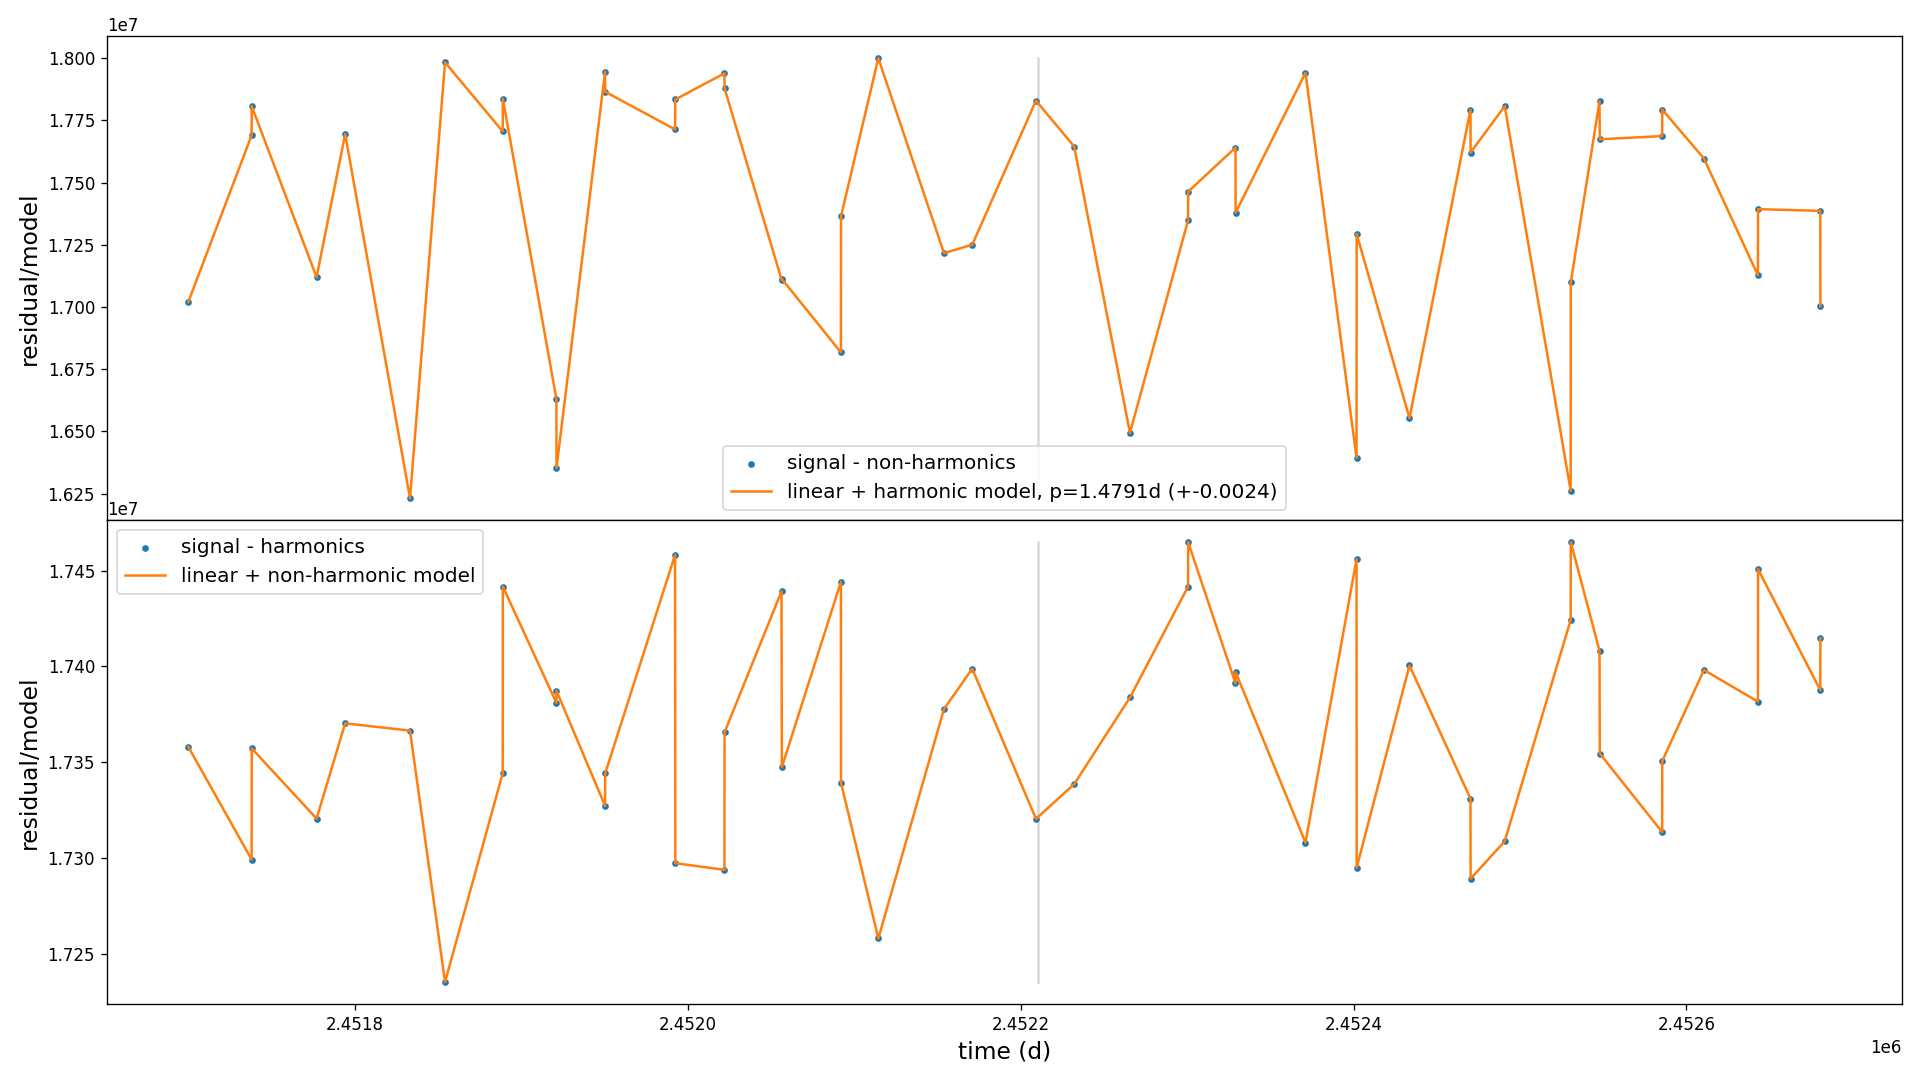 1e7
1.800
1.775
1.750
1.725
1.700
1.675
1.650
1.625
residual/model
signal - non-harmonics
linear + harmonic model, p=1.4791d (+-0.0024)
1e7
signal - harmonics
linear + non-harmonic model
1.745
1.740
1.735
1.730
1.725
residual/model
2.4518
2.4520
2.4522
2.4524
2.4526
time (d)
1e6